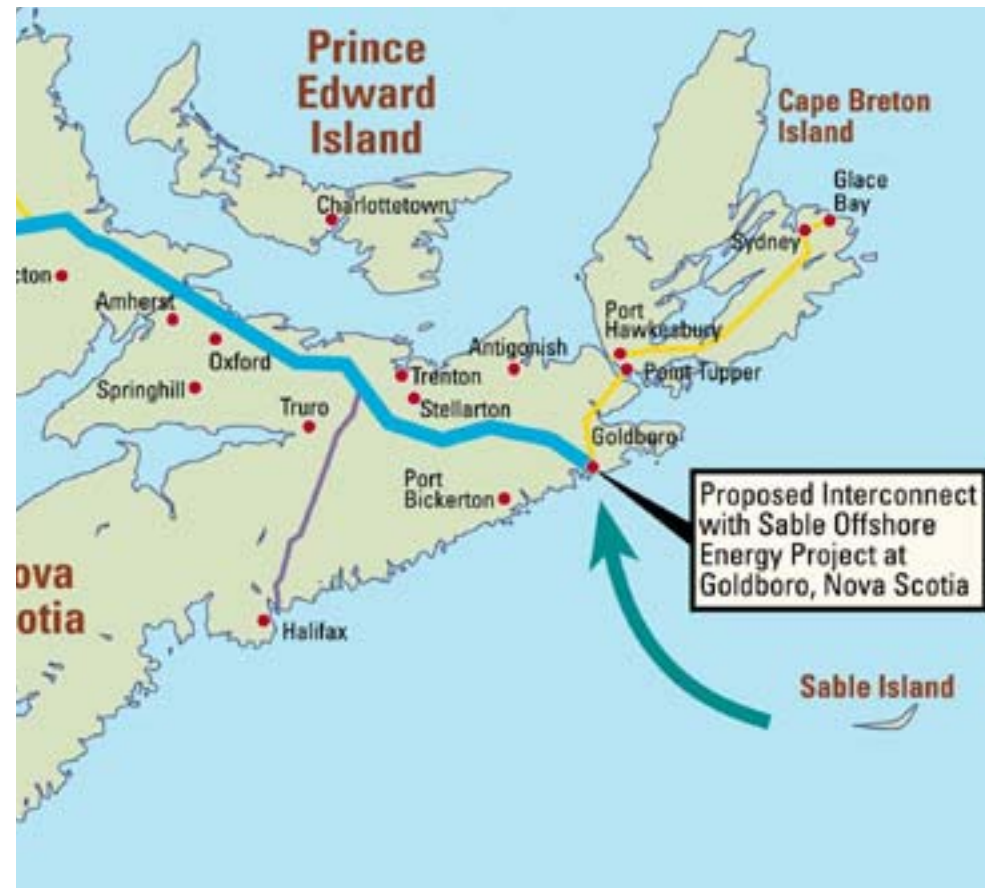 Prince
Edward
Island
Cape Breton
Island
Glace
Bay
Charlottetown
Sydney
cton
Amherst
Port
Hawkesbury
Oxford
Antigonish
Trenton
Point Tupper
Springhill
Stellarton
Truro
Goldboro
Port
Bickerton
Proposed Interconnect
with Sable Offshore
Energy Project at
Goldboro, Nova Scotia
ova
otia
Halifax
Sable Island